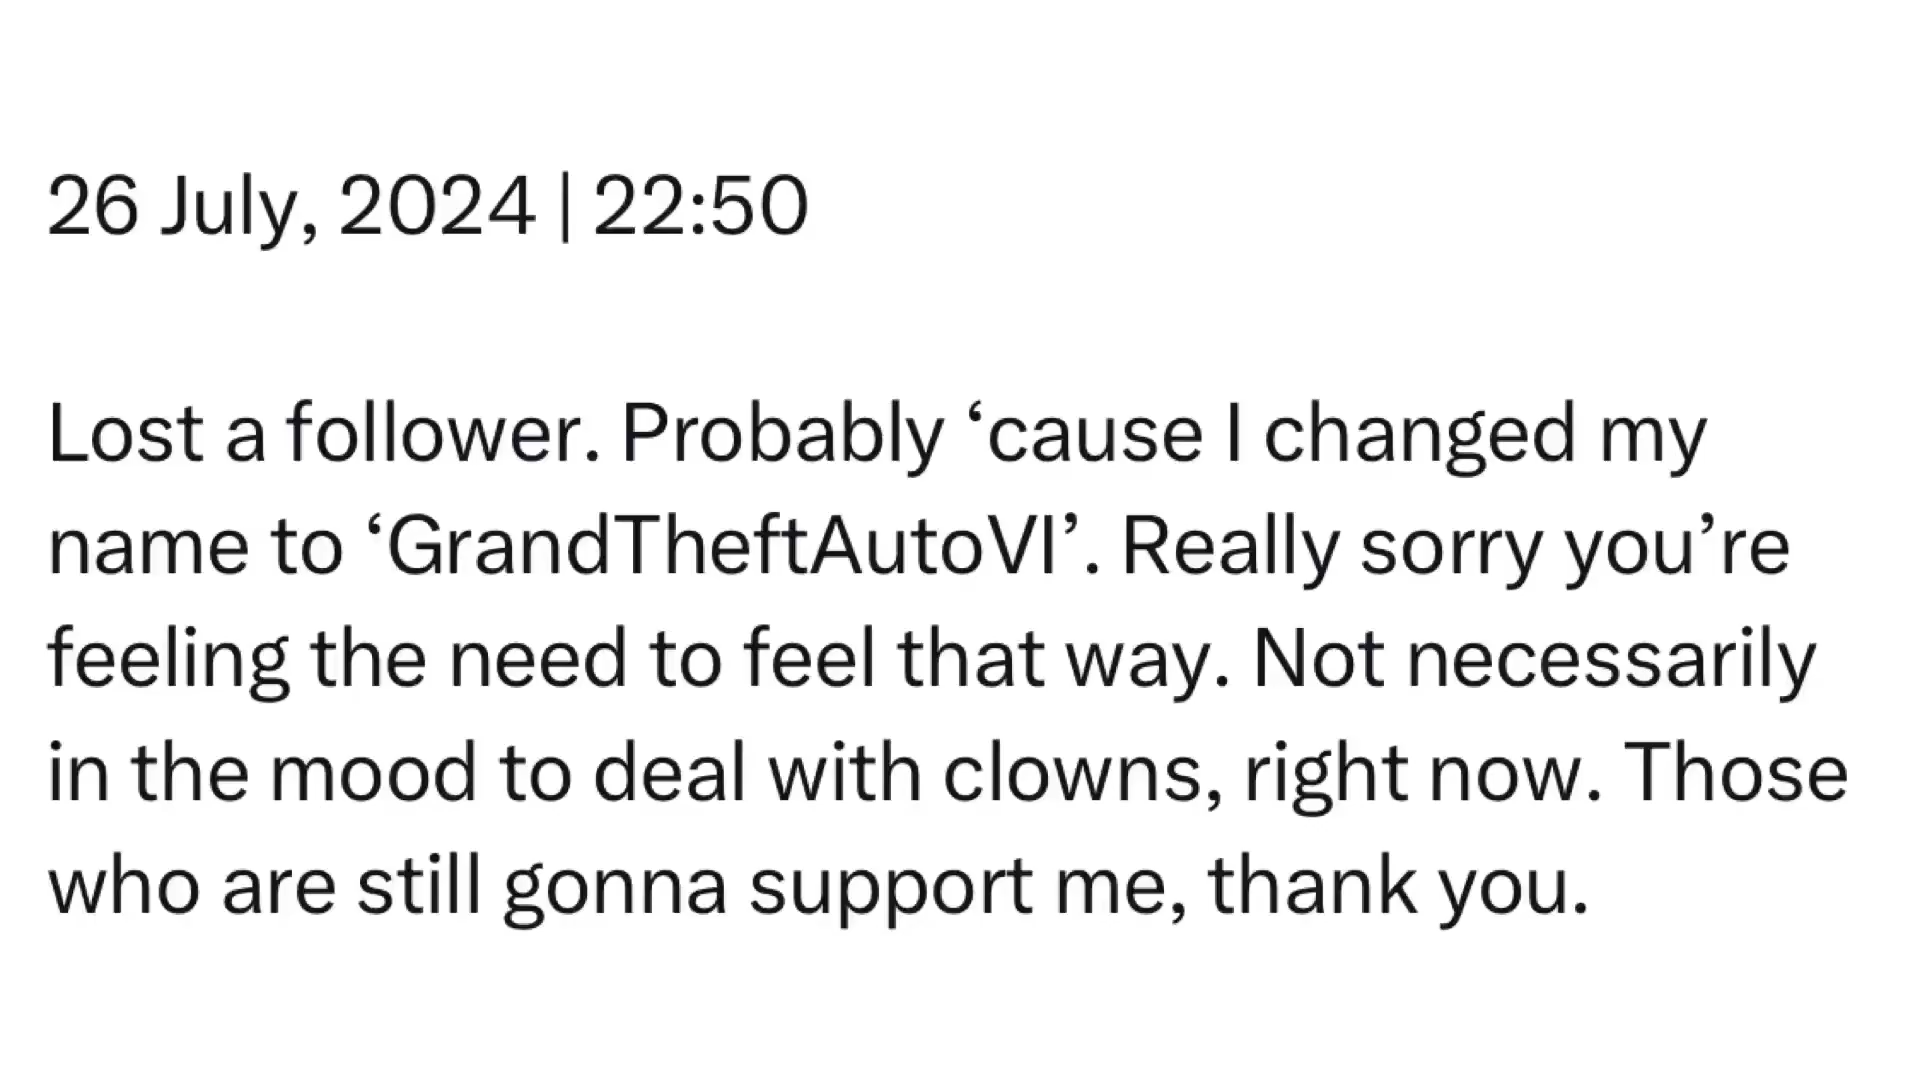 26 July, 2024 | 22:50
Lost a follower. Probably ‘cause I changed my
name to ‘GrandTheftAutoVI’. Really sorry you’re
feeling the need to feel that way. Not necessarily
in the mood to deal with clowns, right now. Those
who are still gonna support me, thank you.